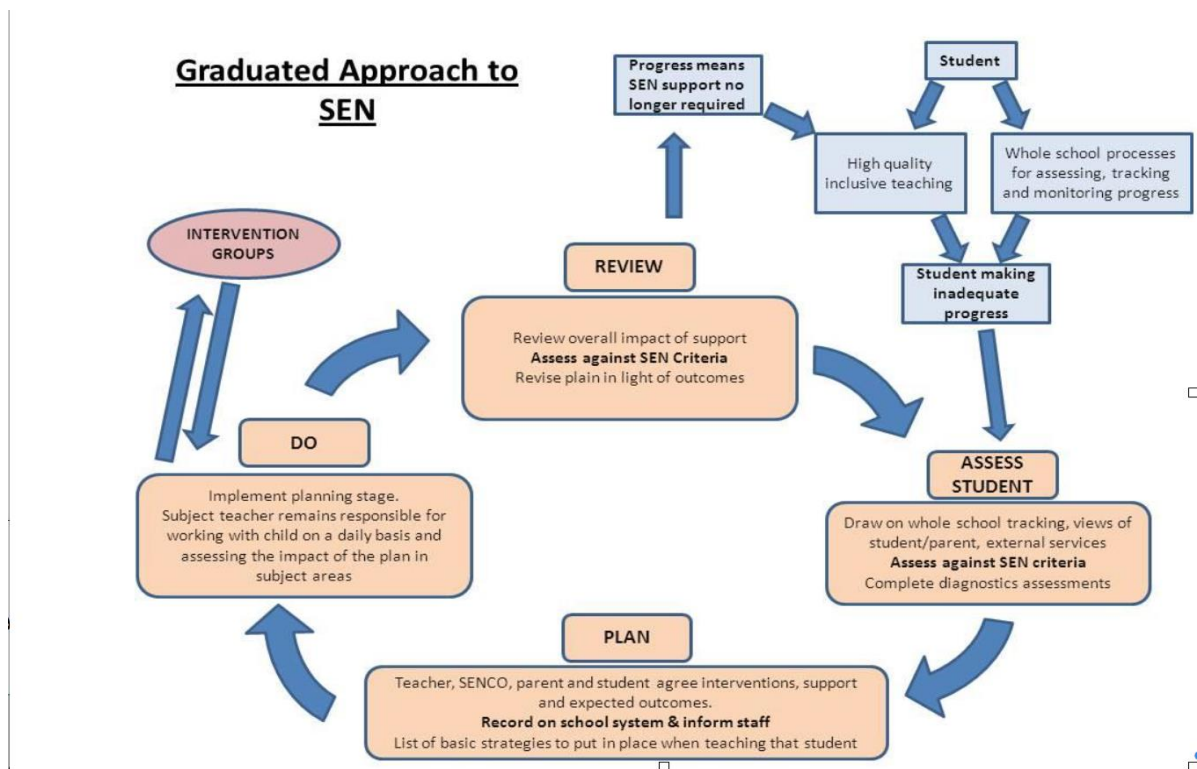 Graduated Approach to
SEN
Progress means
SEN support no
longer required
Student
High quality
inclusive teaching
Whole school processes
for assessing, tracking
and monitoring progress
Student making
inadequate
progress
INTERVENTION
GROUPS
REVIEW
Review overall impact of support
Assess against SEN Criteria
Revise plain in light of outcomes
DO
Implement planning stage.
Subject teacher remains responsible for
working with child on a daily basis and
assessing the impact of the plan in
subject areas
ASSESS
STUDENT
Draw on whole school tracking, views of
student/parent, external services
Assess against SEN criteria
Complete diagnostics assessments
PLAN
Teacher, SENCO, parent and student agree interventions, support
and expected outcomes.
Record on school system & inform staff
List of basic strategies to put in place when teaching that student